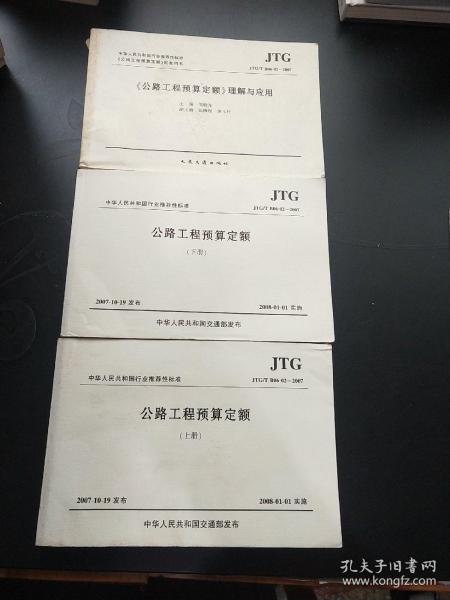 中华人民共和国行业推荐性标准
《公路工程预算定额》配套用书
JTG
JTG/T B06-02—2007
《公路工程预算定额》理解与应用
人民交通出版社
JTG
中华人民共和国行业推荐性标准
JTG/T B06-02—2007
公路工程预算定额
(下册)
2007-10-19 发布
2008-01-01 实施
中华人民共和国交通部发布
JTG
中华人民共和国行业推荐性标准
JTG/T B06-02—2007
公路工程预算定额
(上册)
2007-10-19 发布
2008-01-01 实施
中华人民共和国交通部发布
孔夫子旧书网
www.kongfz.com